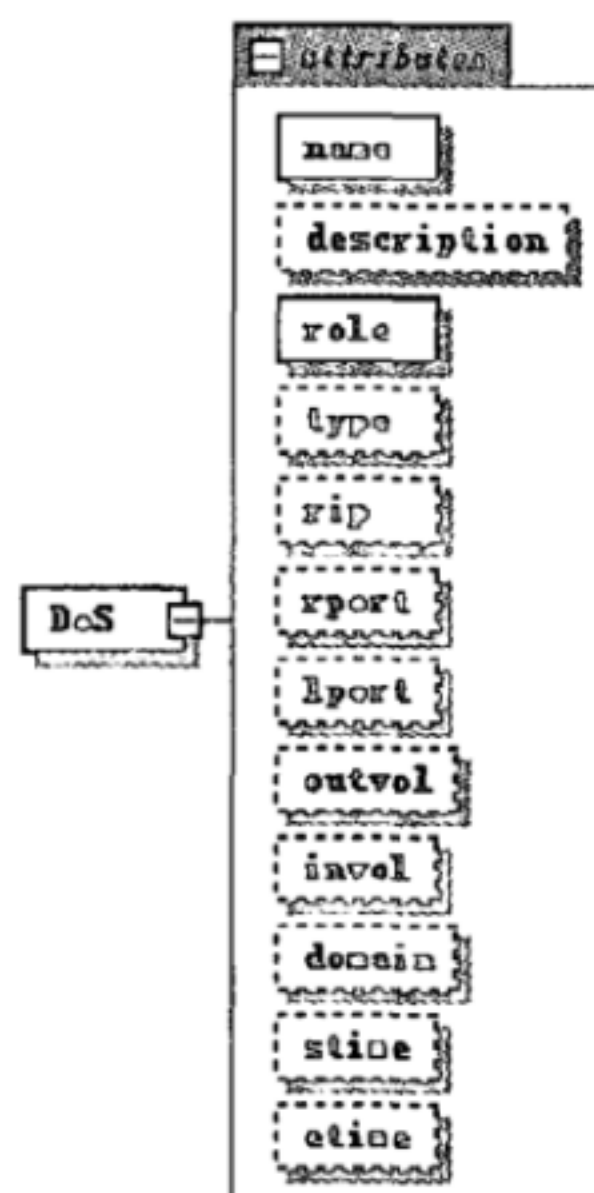 attributes
name
description
role
type
rip
rport
DoS
lport
outvol
invol
domain
stime
etime